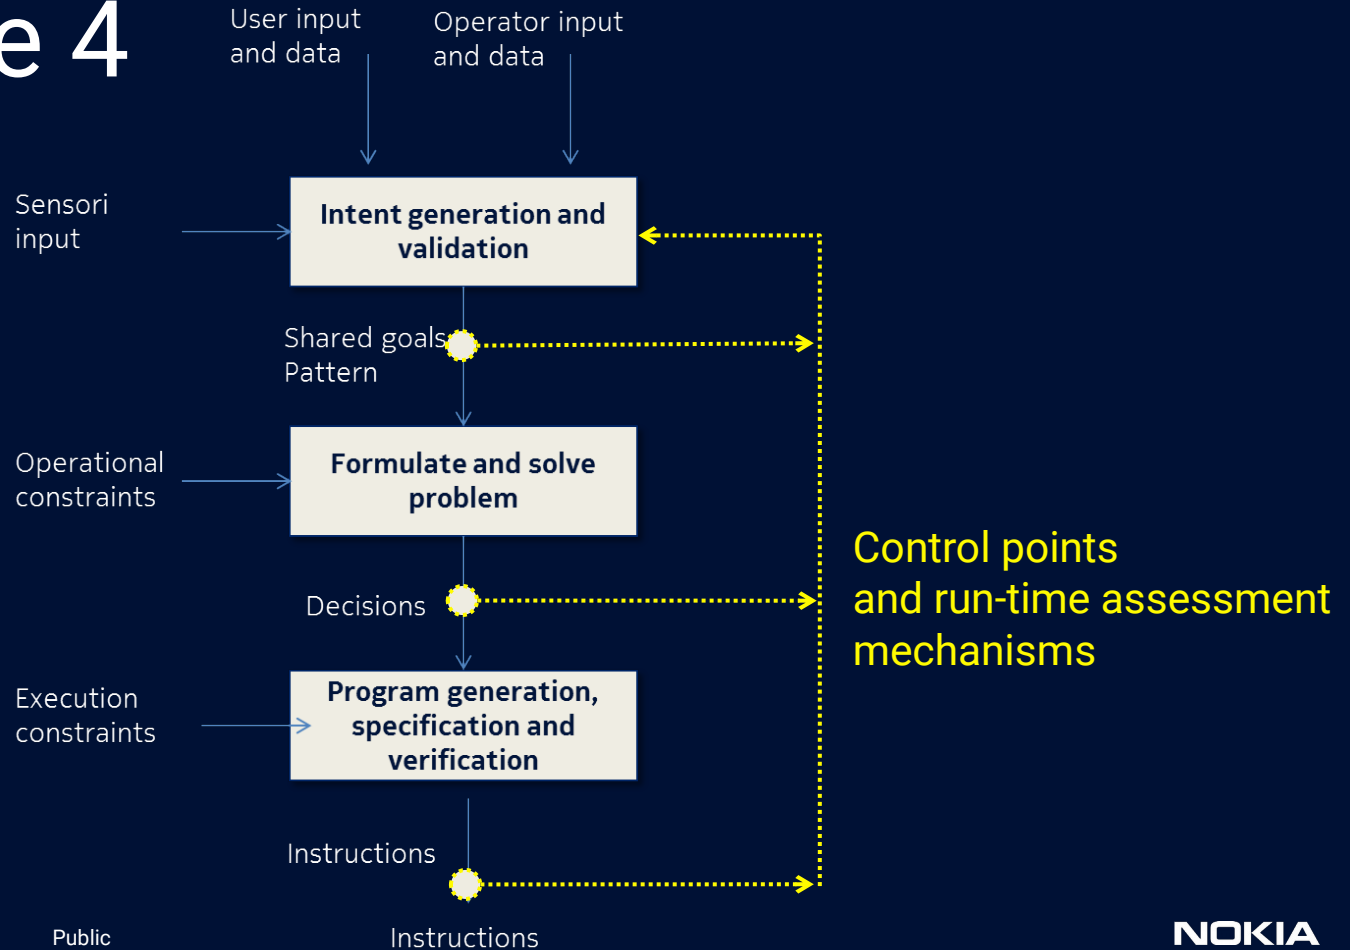 e 4
User input
and data
Operator input
and data
Sensori
input
Intent generation and
validation
Shared goals
Pattern
Operational
constraints
Formulate and solve
problem
Control points
and run-time assessment
mechanisms
Decisions
Execution
constraints
Program generation,
specification and
verification
Instructions
Instructions
Public
NOKIA